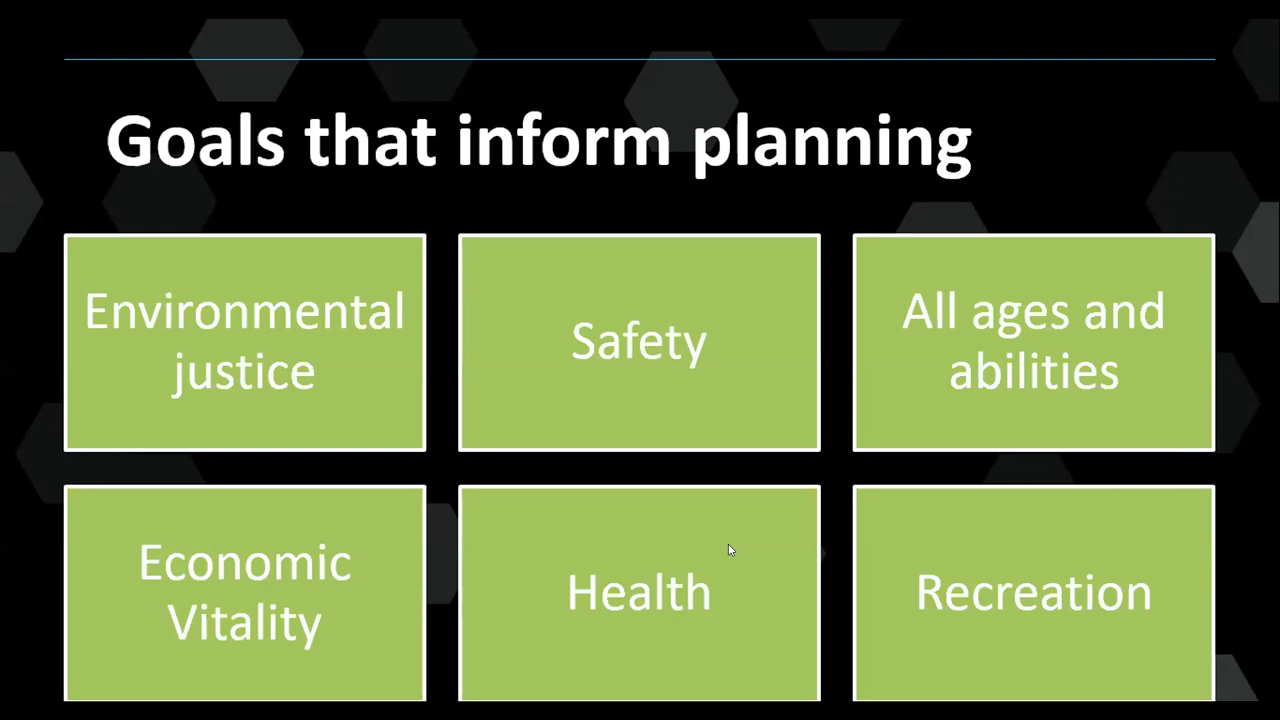 Goals that inform planning
Environmental
justice
Safety
All ages and
abilities
Economic
Vitality
Health
Recreation